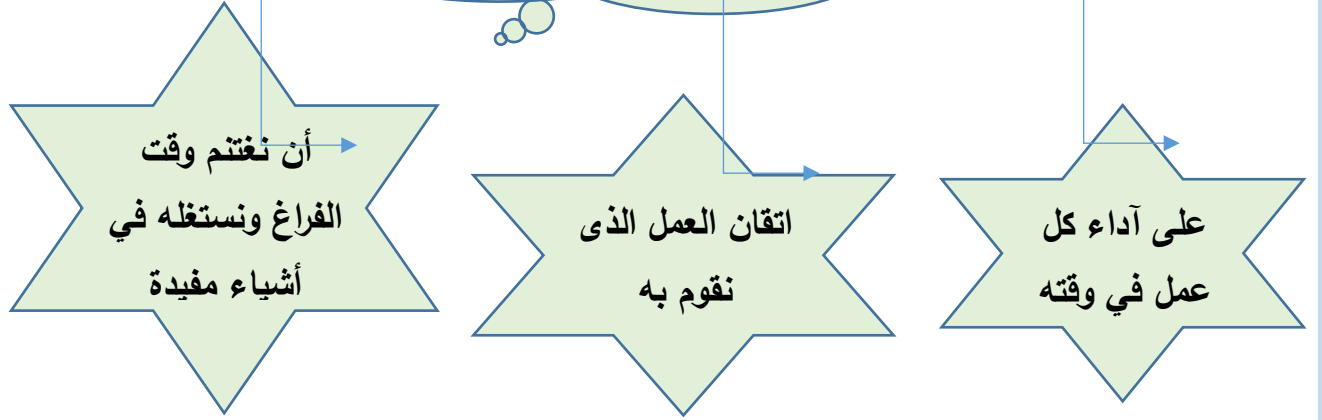 على آداء كل
عمل في وقته
اتقان العمل الذى
نقوم به
أن نغتنم وقت
الفراغ ونستغله في
أشياء مفيدة